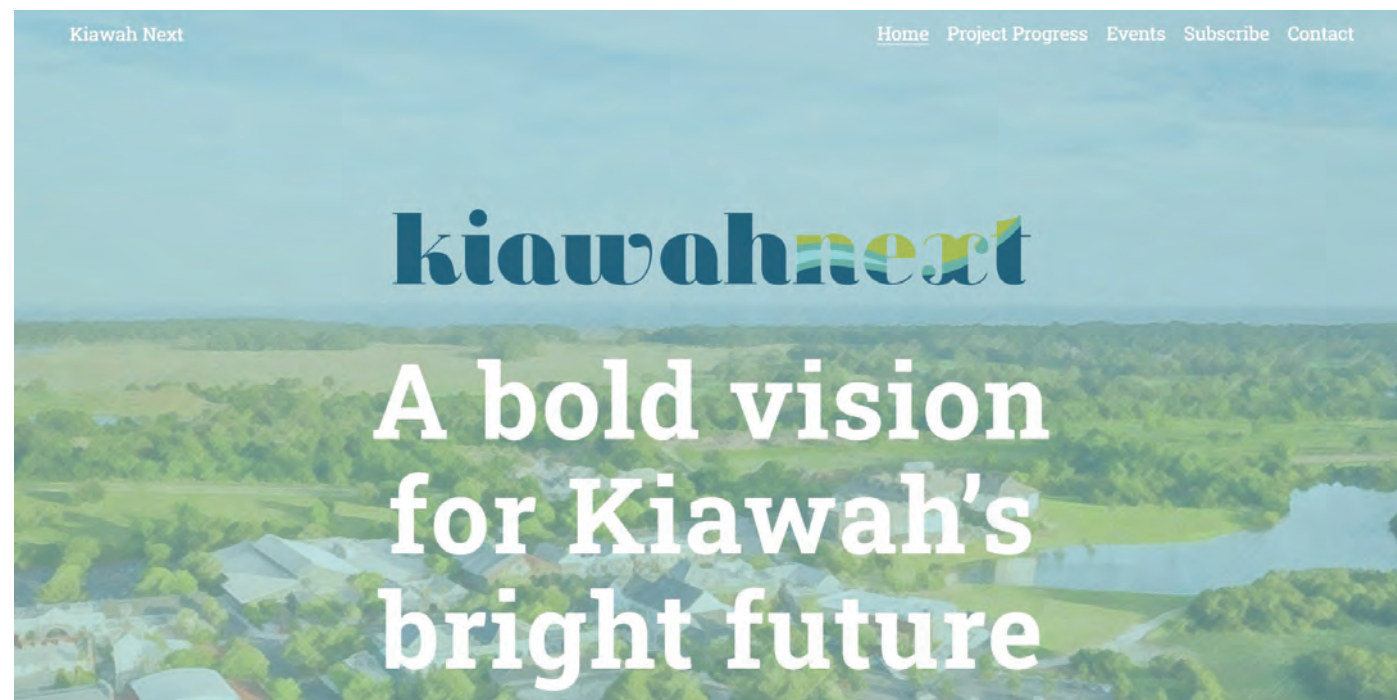 Kiawah Next
Home Project Progress Events Subscribe Contact
kiawahnext
A bold vision
for Kiawah’s
bright future